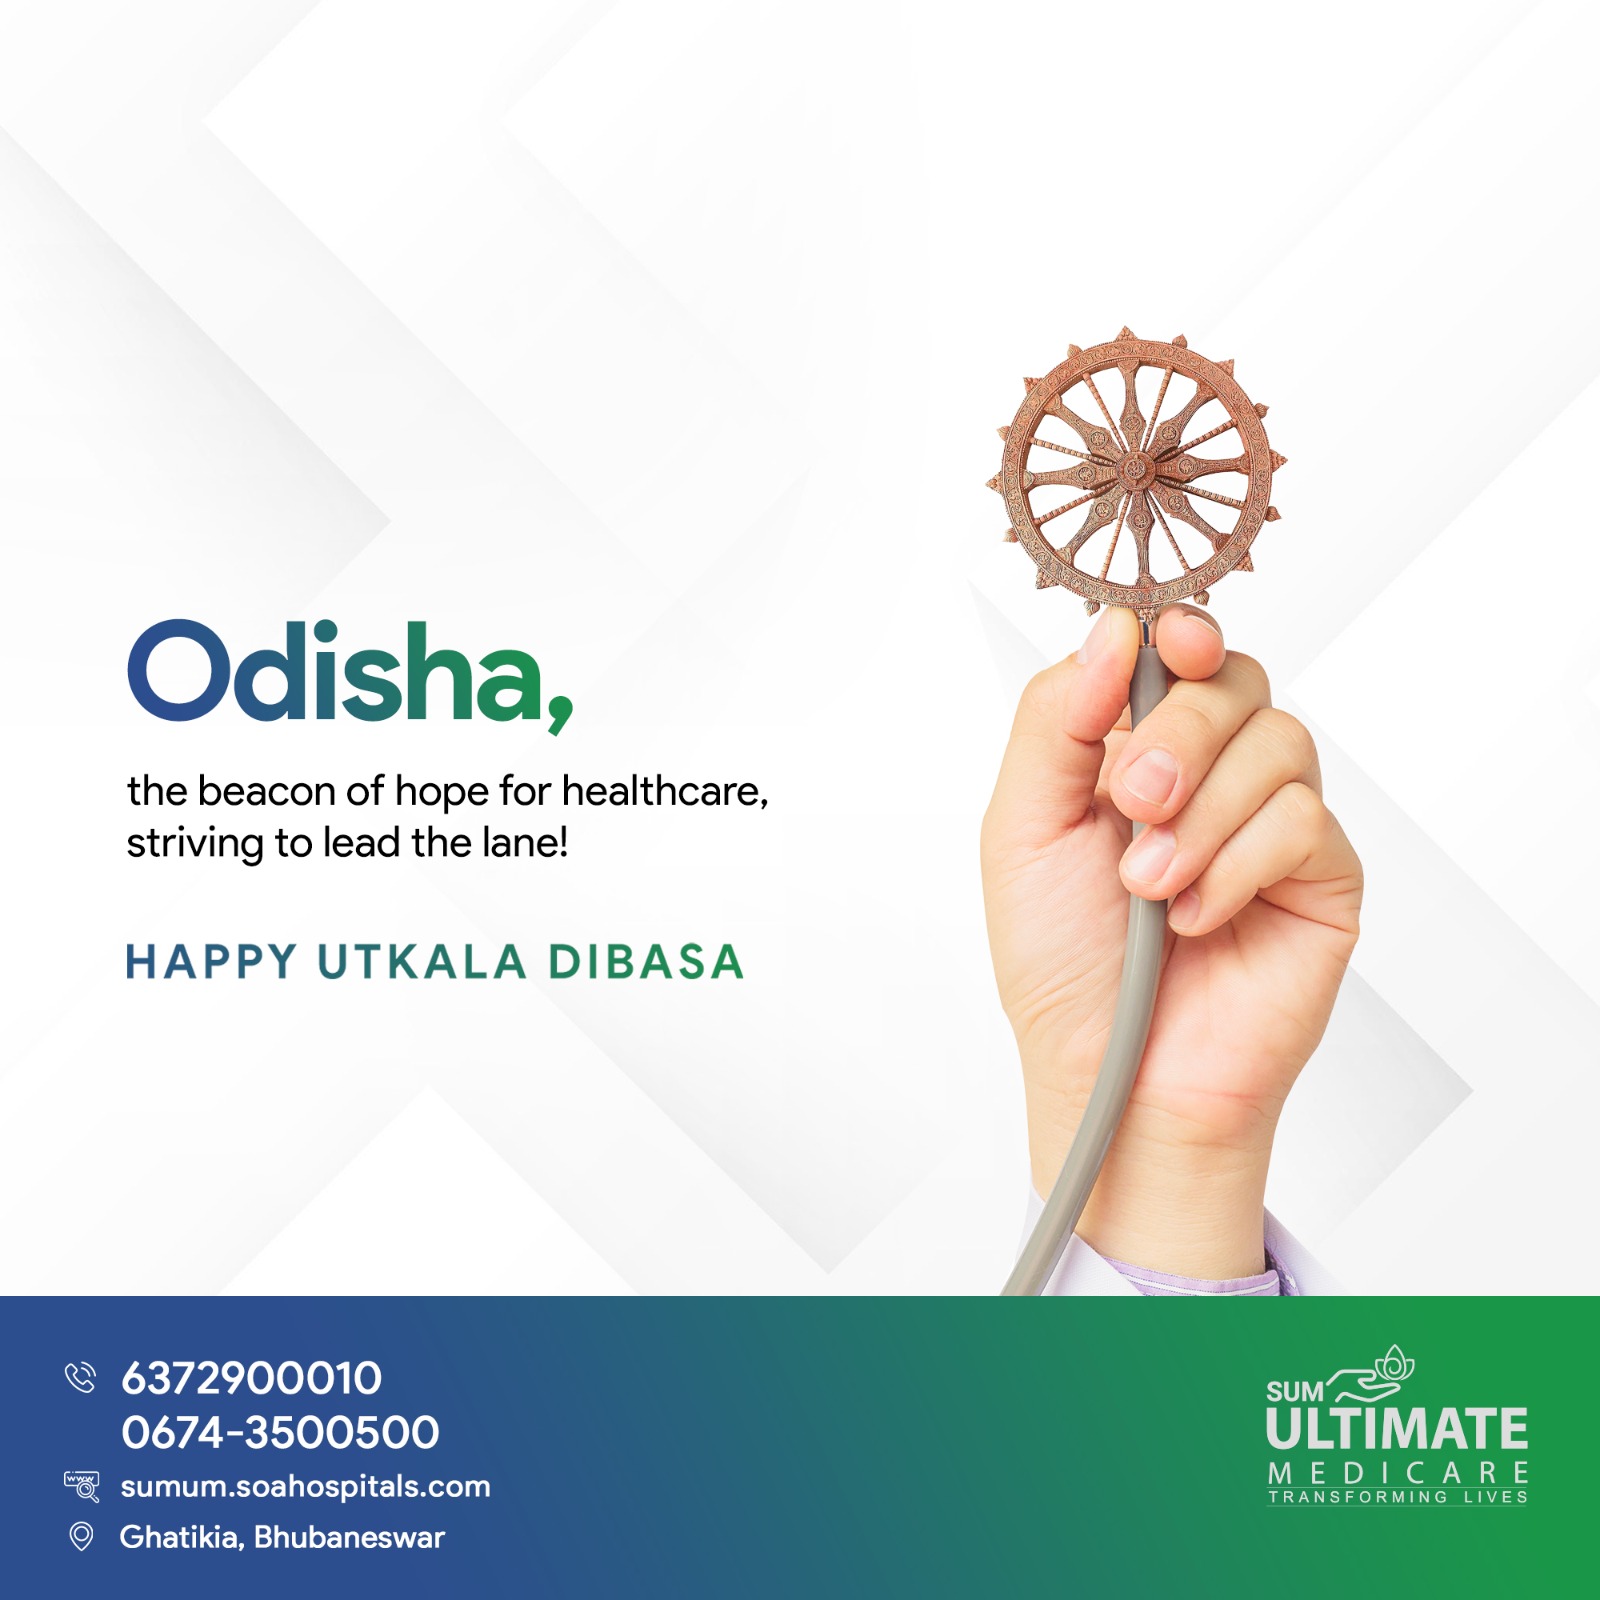 Odisha,
the beacon of hope for healthcare,
striving to lead the lane!
HAPPY UTKALA DIBASA
6372900010
0674-3500500
www
sumum.soahospitals.com
Ghatikia, Bhubaneswar
SUM
ULTIMATE
MEDICARE
TRANSFORMING LIVES